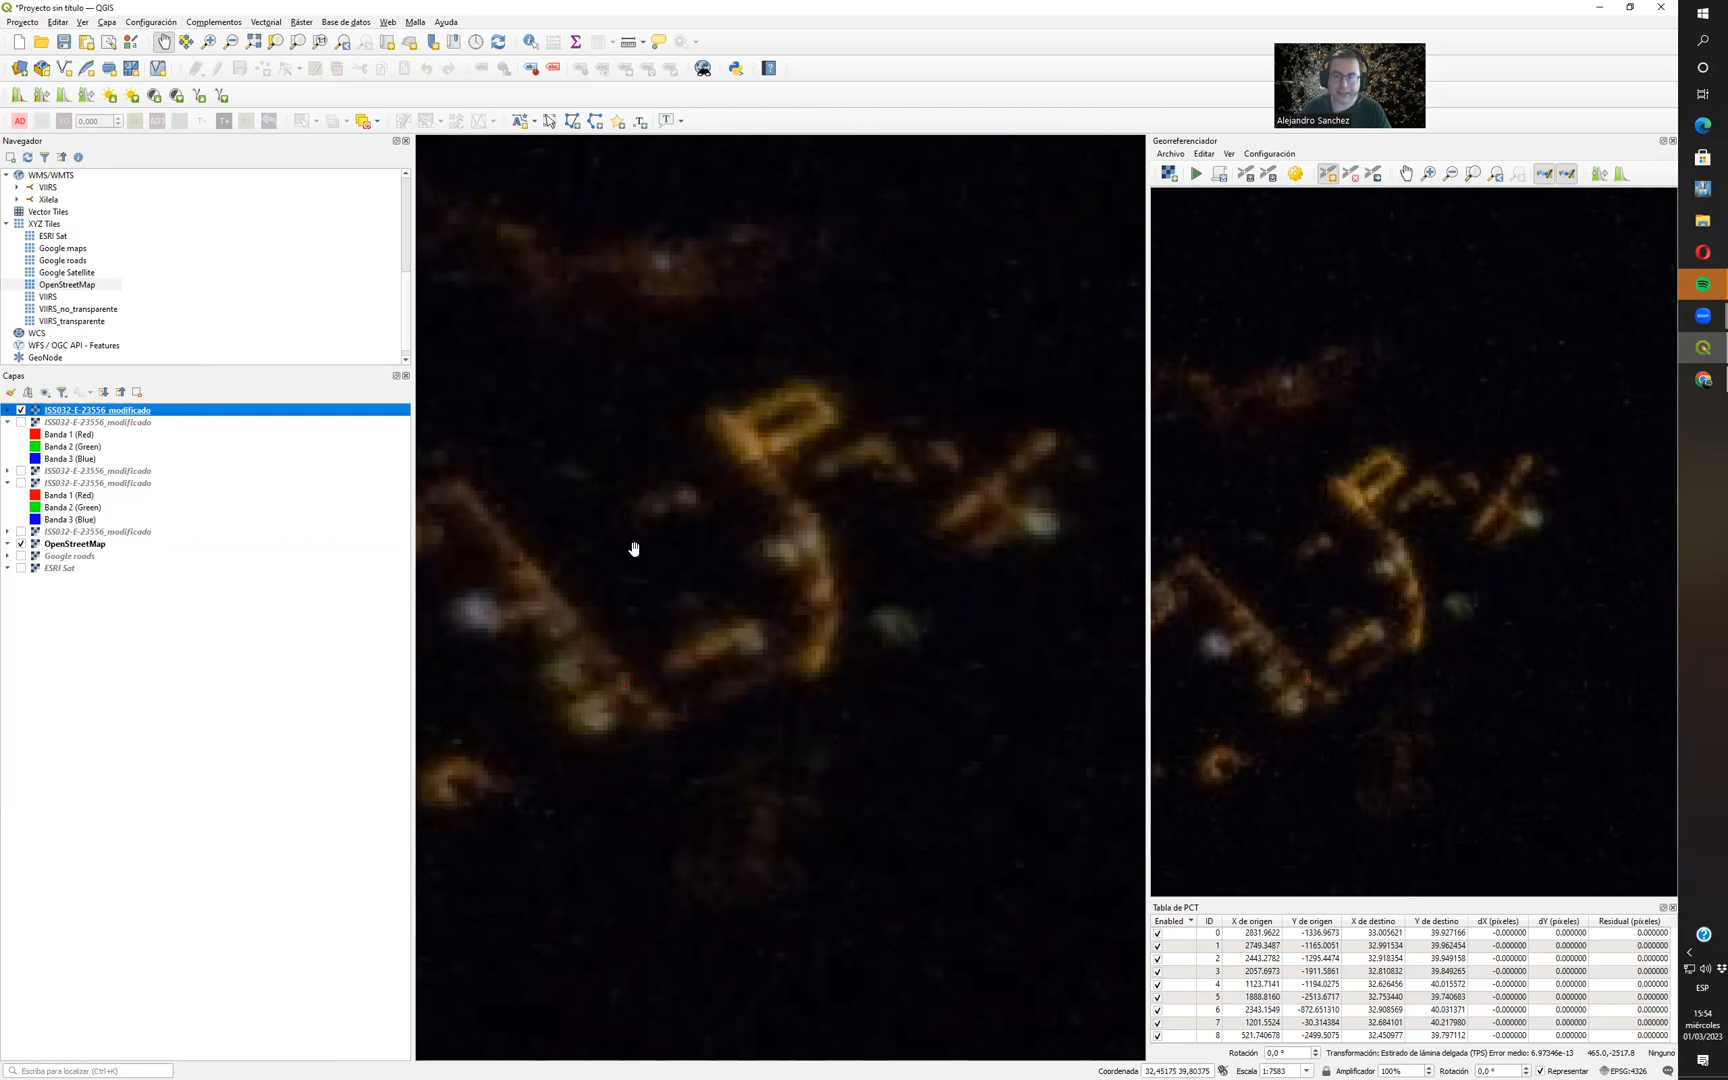 *Proyecto sin título — QGIS
Proyecto Editar Ver Capa Configuración Complementos Vectorial Ráster Base de datos Web Malla Ayuda
0,000
Alejandro Sanchez
Navegador
WMS/WMTS
VIIRS
Xilela
Vector Tiles
XYZ Tiles
ESRI Sat
Google maps
Google roads
Google Satellite
OpenStreetMap
VIIRS
VIIRS_no_transparente
VIIRS_transparente
WCS
WFS / OGC API - Features
GeoNode
Capas
ISS032-E-23556_modificado
ISS032-E-23556_modificado
Banda 1 (Red)
Banda 2 (Green)
Banda 3 (Blue)
ISS032-E-23556_modificado
ISS032-E-23556_modificado
Banda 1 (Red)
Banda 2 (Green)
Banda 3 (Blue)
ISS032-E-23556_modificado
OpenStreetMap
Google roads
ESRI Sat
Georreferenciador
Archivo Editar Ver Configuración
Tabla de PCT
Enabled ID X de origen Y de origen X de destino Y de destino dX (píxeles) dY (píxeles) Residual (píxeles)
0 2831.9622 -1336.9673 33.005621 39.927166 -0.000000 0.000000 0.000000
1 2749.3487 -1165.0051 32.991534 39.962454 -0.000000 0.000000 0.000000
2 2443.2782 -1295.4474 32.918354 39.949158 -0.000000 0.000000 0.000000
3 2057.6973 -1911.5861 32.810832 39.849265 -0.000000 0.000000 0.000000
4 1123.7141 -1194.0275 32.626456 40.015572 -0.000000 0.000000 0.000000
5 1888.8160 -2513.6717 32.753440 39.740683 -0.000000 0.000000 0.000000
6 2343.1549 -872.651310 32.908569 40.031371 -0.000000 0.000000 0.000000
7 1201.5524 -30.314384 32.684101 40.217980 -0.000000 0.000000 0.000000
8 521.740678 -2499.5075 32.450977 39.797112 -0.000000 0.000000 0.000000
Rotación 0,0 ° Transformación: Estirado de lámina delgada (TPS) Error medio: 6.97346e-13 465.0,-2517.8 Ninguno
Escriba para localizar (Ctrl+K) Coordenada 32,45175 39,80375 Escala 1:7583 Amplificador 100% Rotación 0,0 ° Representar EPSG:4326
ESP
15:54
miércoles
01/03/2023